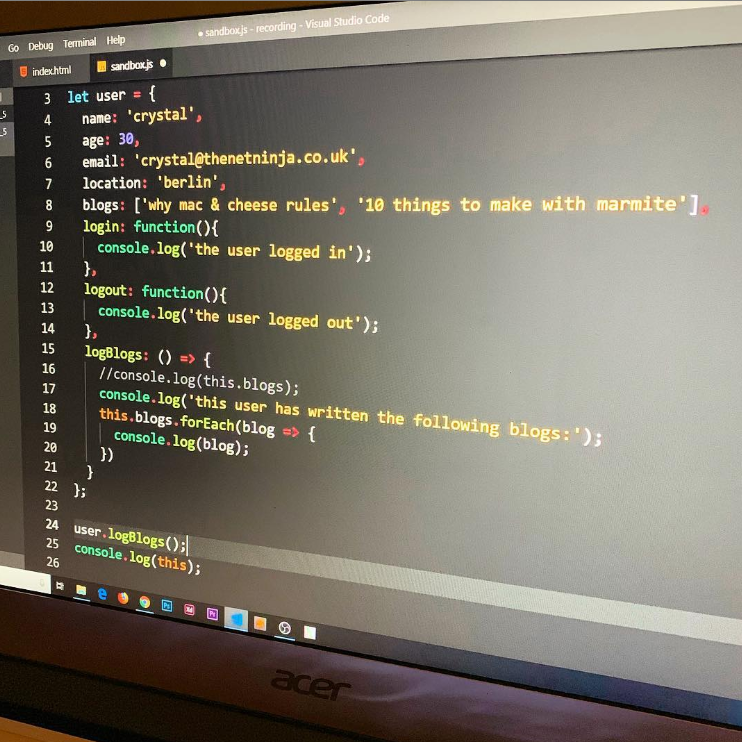 Go Debug Terminal Help
● sandbox.js - recording - Visual Studio Code
index.html
sandbox.js ●
3 let user = {
4 name: 'crystal',
5 age: 30,
6 email: 'crystal@thenetninja.co.uk',
7 location: 'berlin',
8 blogs: ['why mac & cheese rules', '10 things to make with marmite'],
9 login: function(){
10 console.log('the user logged in');
11 },
12 logout: function(){
13 console.log('the user logged out');
14 },
15 logBlogs: () => {
16 //console.log(this.blogs);
17 console.log('this user has written the following blogs:');
18 this.blogs.forEach(blog => {
19 console.log(blog);
20 })
21 }
22 };
23
24 user.logBlogs();
25 console.log(this);
26
acer